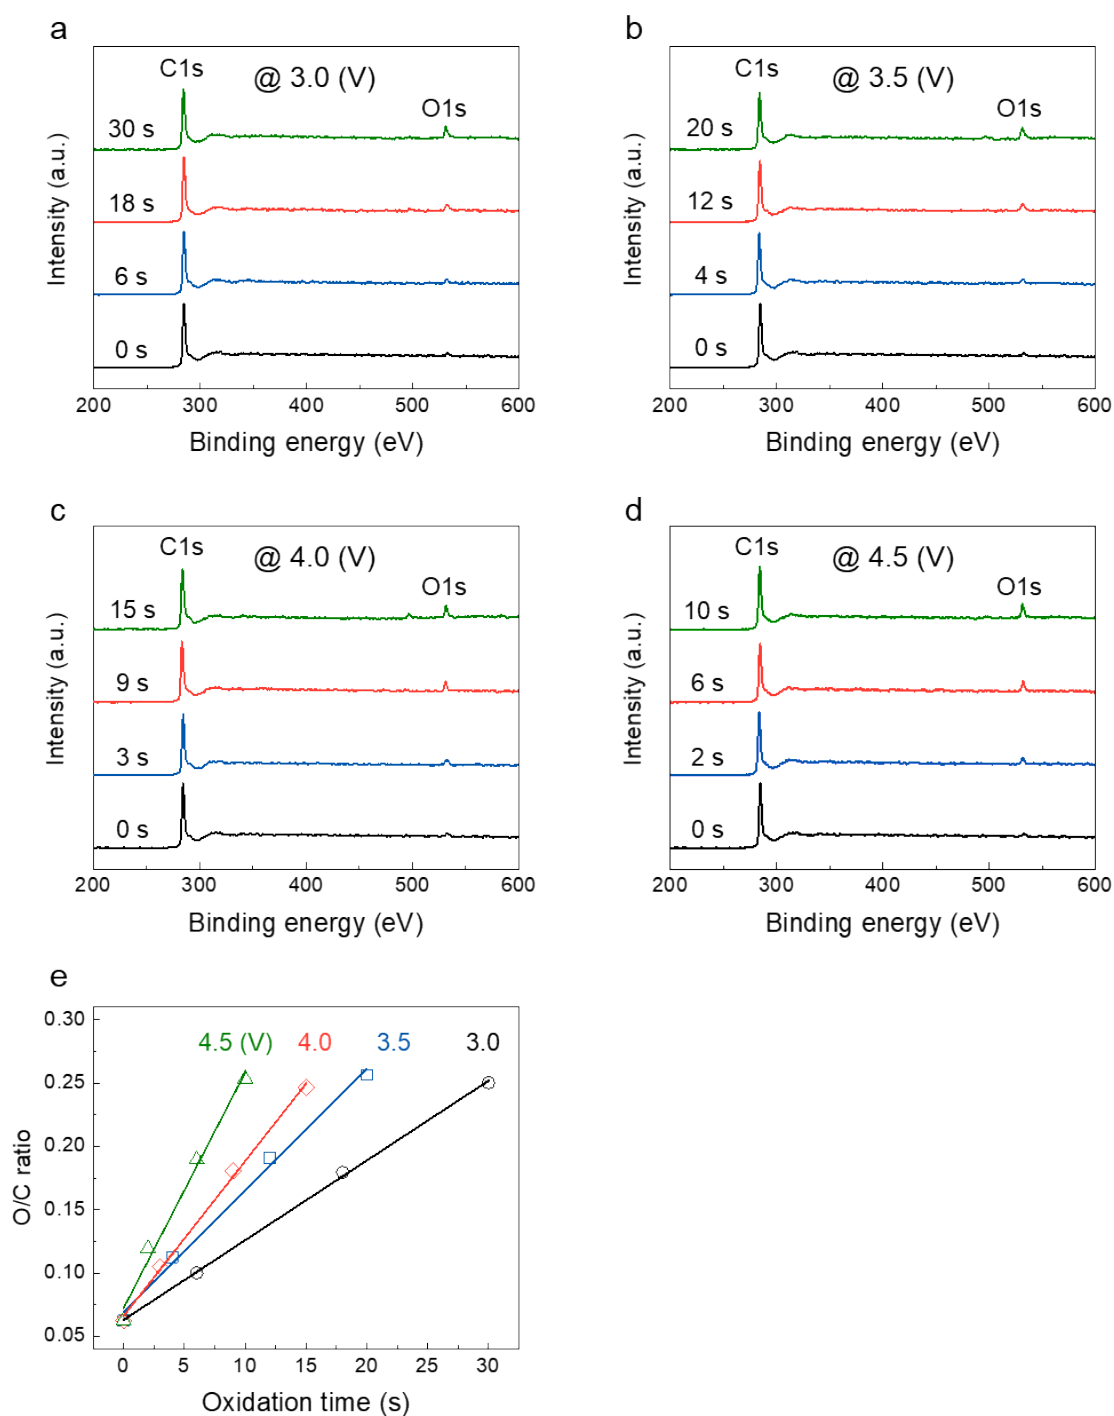 a
C1s
@ 3.0 (V)
O1s
30 s
18 s
6 s
0 s
Intensity (a.u.)
200 300 400 500 600
Binding energy (eV)
b
C1s
@ 3.5 (V)
O1s
20 s
12 s
4 s
0 s
Intensity (a.u.)
200 300 400 500 600
Binding energy (eV)
c
C1s
@ 4.0 (V)
O1s
15 s
9 s
3 s
0 s
Intensity (a.u.)
200 300 400 500 600
Binding energy (eV)
d
C1s
@ 4.5 (V)
O1s
10 s
6 s
2 s
0 s
Intensity (a.u.)
200 300 400 500 600
Binding energy (eV)
e
0.30
4.5 (V) 4.0 3.5 3.0
0.25
0.20
0.15
0.10
0.05
O/C ratio
0 5 10 15 20 25 30
Oxidation time (s)